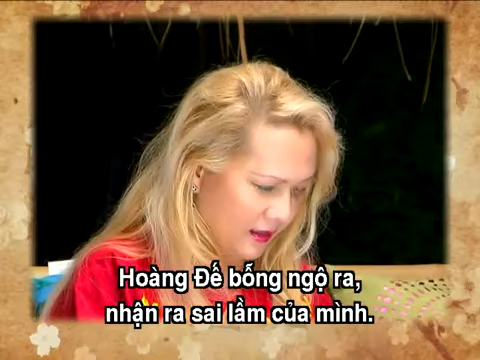 Hoàng Đế bỗng ngộ ra,
nhận ra sai lầm của mình.